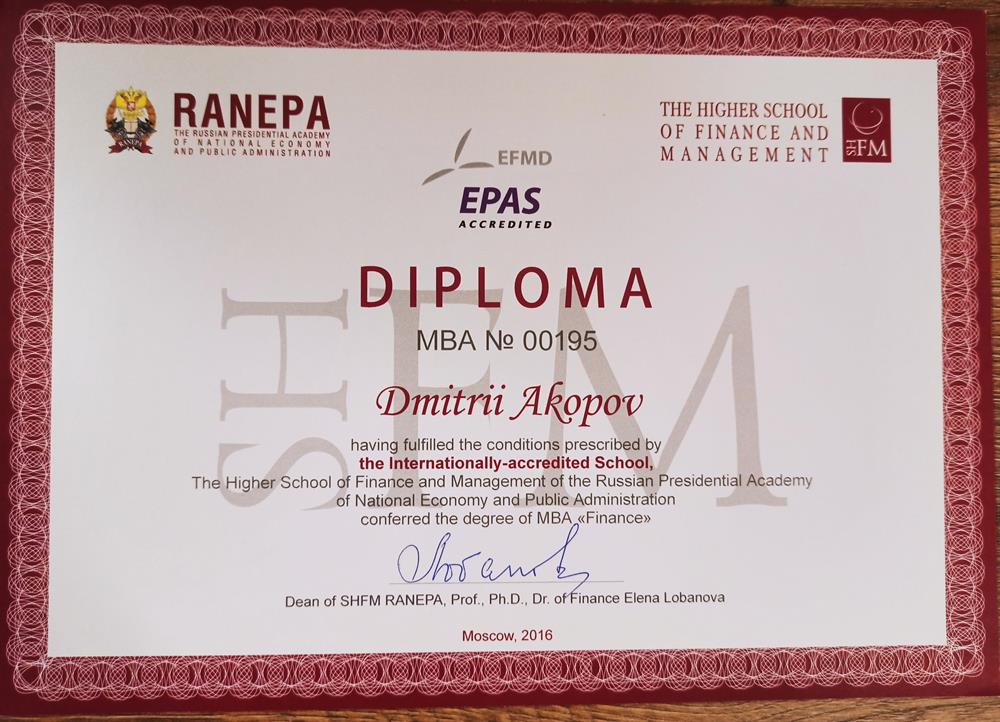 RANEPA
THE RUSSIAN PRESIDENTIAL ACADEMY
OF NATIONAL ECONOMY
AND PUBLIC ADMINISTRATION
RANEPA
EFMD
EPAS
ACCREDITED
THE HIGHER SCHOOL
OF FINANCE AND
MANAGEMENT
SHFM
DIPLOMA
MBA № 00195
SHFM
Dmitrii Akopov
having fulfilled the conditions prescribed by
the Internationally-accredited School,
The Higher School of Finance and Management of the Russian Presidential Academy
of National Economy and Public Administration
conferred the degree of MBA «Finance»
Dean of SHFM RANEPA, Prof., Ph.D., Dr. of Finance Elena Lobanova
Moscow, 2016